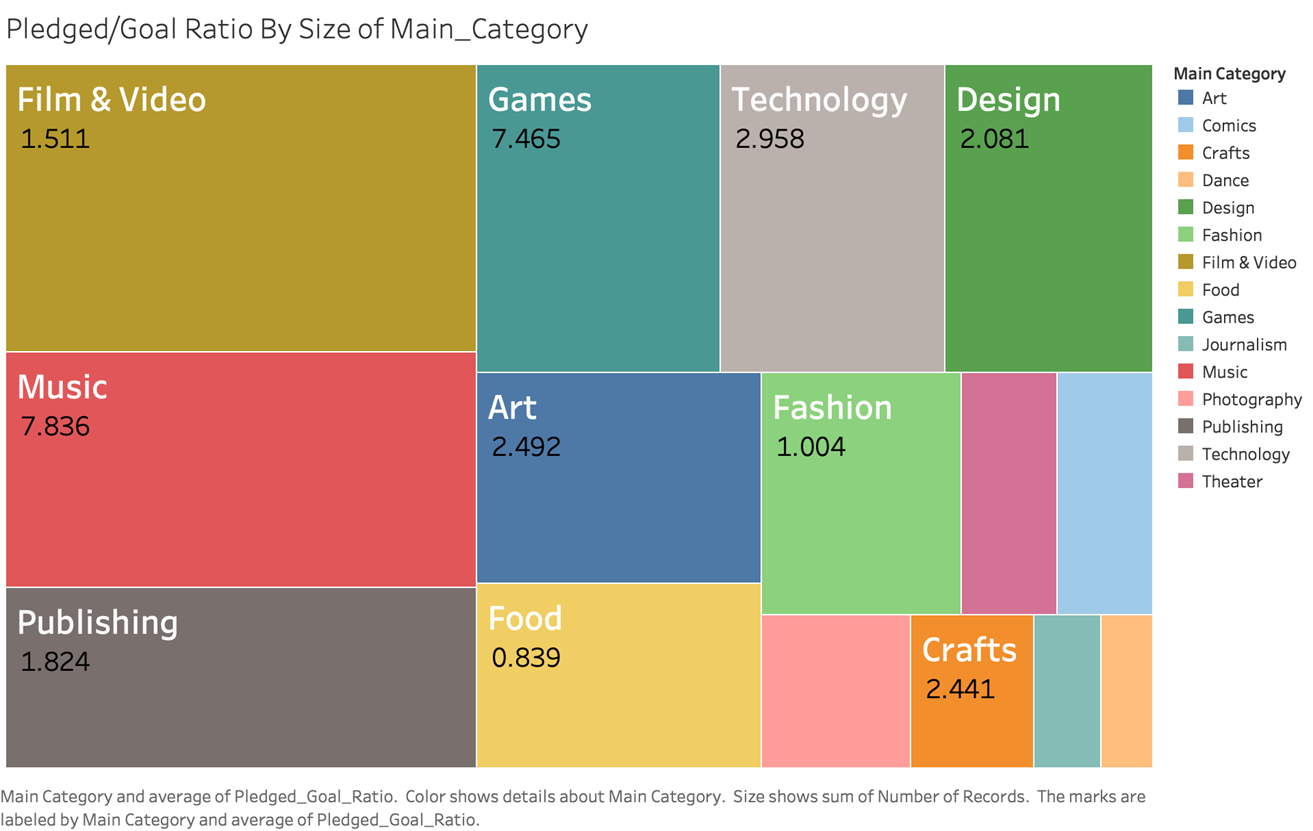 Pledged/Goal Ratio By Size of Main_Category
Film & Video
1.511
Games
7.465
Technology
2.958
Design
2.081
Music
7.836
Art
2.492
Fashion
1.004
Publishing
1.824
Food
0.839
Crafts
2.441
Main Category
Art
Comics
Crafts
Dance
Design
Fashion
Film & Video
Food
Games
Journalism
Music
Photography
Publishing
Technology
Theater
Main Category and average of Pledged_Goal_Ratio.  Color shows details about Main Category.  Size shows sum of Number of Records.  The marks are
labeled by Main Category and average of Pledged_Goal_Ratio.